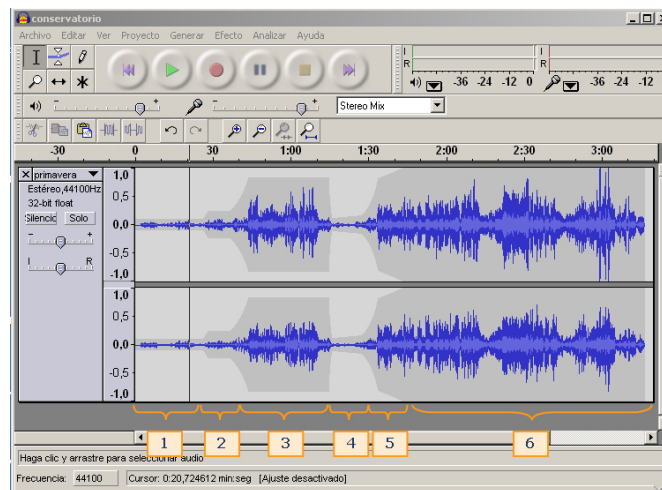 conservatorio
Archivo Editar Ver Proyecto Generar Efecto Analizar Ayuda
I
R
-36 -24 -12 0
I
R
-36 -24 -12
- +
- +
Stereo Mix
-30 0 30 1:00 1:30 2:00 2:30 3:00
primavera
Estéreo,44100Hz
32-bit float
Silencio Solo
- +
I R
1,0
0,5
0,0
-0,5
-1,0
1,0
0,5
0,0
-0,5
-1,0
1 2 3 4 5 6
Haga clic y arrastre para seleccionar audio
Frecuencia: 44100 Cursor: 0:20,724612 min:seg [Ajuste desactivado]